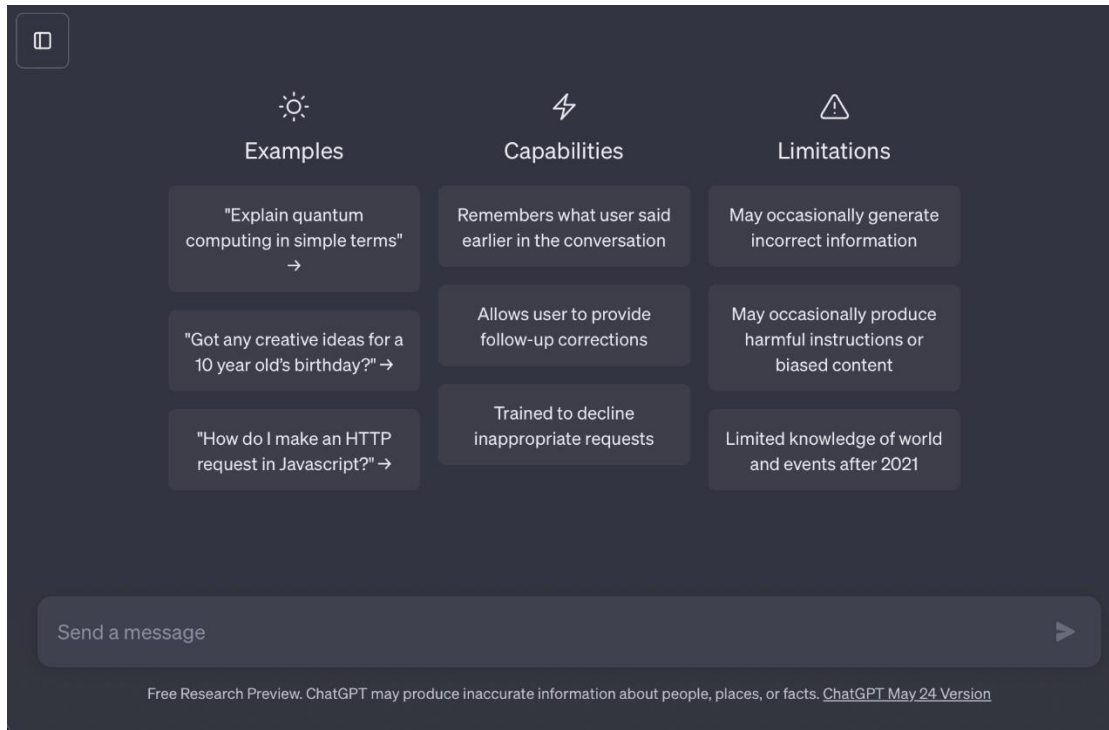 Examples
"Explain quantum
computing in simple terms"
→
"Got any creative ideas for a
10 year old's birthday?" →
"How do I make an HTTP
request in Javascript?" →
Capabilities
Remembers what user said
earlier in the conversation
Allows user to provide
follow-up corrections
Trained to decline
inappropriate requests
Limitations
May occasionally generate
incorrect information
May occasionally produce
harmful instructions or
biased content
Limited knowledge of world
and events after 2021
Send a message
Free Research Preview. ChatGPT may produce inaccurate information about people, places, or facts. ChatGPT May 24 Version